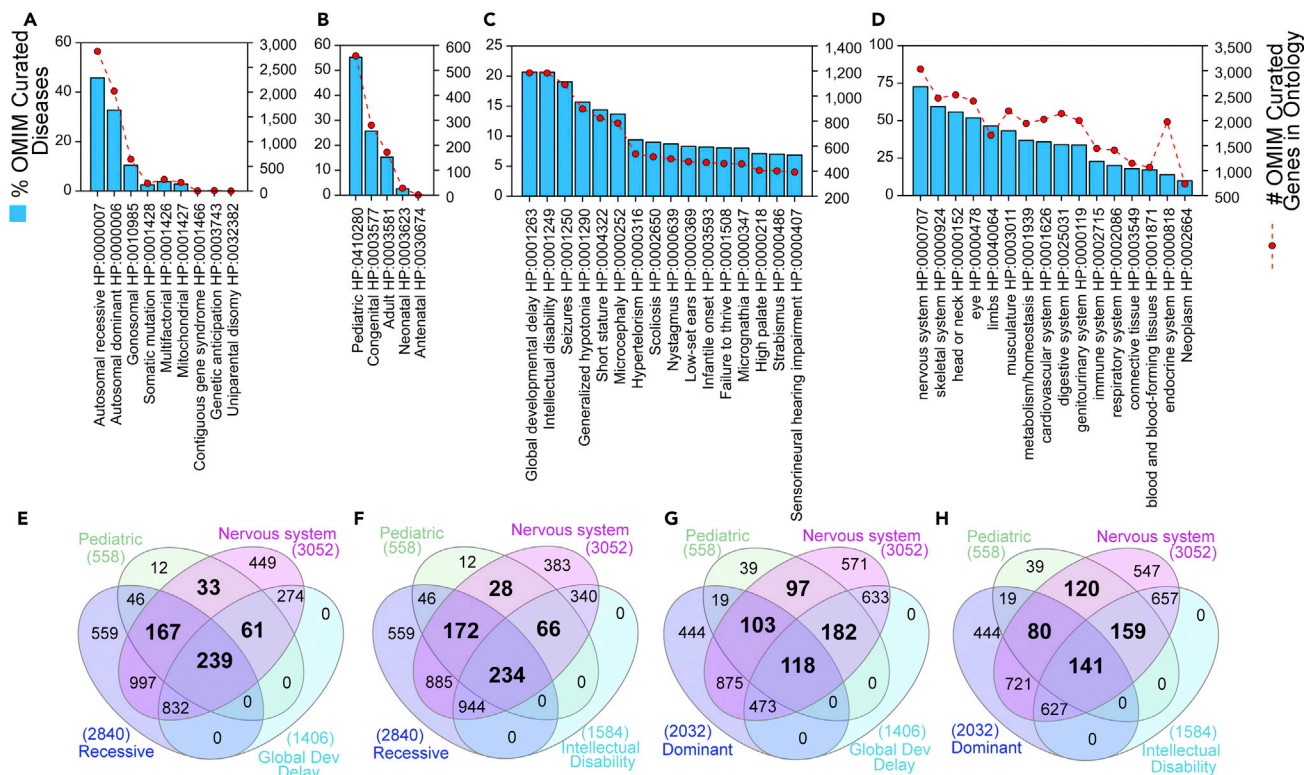 A
B
C
D
% OMIM Curated
Diseases
60
40
20
0
3,000
2,500
2,000
1,500
1,000
500
0
Autosomal recessive HP:0000007
Autosomal dominant HP:0000006
Gonosomal HP:0010985
Somatic mutation HP:0001428
Multifactorial HP:0001426
Mitochondrial HP:0001427
Contiguous gene syndrome HP:0001466
Genetic anticipation HP:0003743
Uniparental disomy HP:0032382
60
50
40
30
20
10
0
600
500
400
300
200
100
0
Pediatric HP:0410280
Congenital HP:0003577
Adult HP:0003581
Neonatal HP:0003623
Antenatal HP:0030674
25
20
15
10
5
0
1,400
1,200
1,000
800
600
400
200
Global developmental delay HP:0001263
Intellectual disability HP:0001249
Seizures HP:0001250
Generalized hypotonia HP:0001290
Short stature HP:0004322
Microcephaly HP:0000252
Hypertelorism HP:0000316
Scoliosis HP:0002650
Nystagmus HP:0000639
Low-set ears HP:0000369
Infantile onset HP:0003593
Failure to thrive HP:0001508
Micrognathia HP:0000347
High palate HP:0000218
Strabismus HP:0000486
Sensorineural hearing impairment HP:0000407
100
75
50
25
0
3,500
3,000
2,500
2,000
1,500
1,000
500
nervous system HP:0000707
skeletal system HP:0000924
head or neck HP:0000152
eye HP:0000478
limbs HP:0040064
musculature HP:0003011
metabolism/homeostasis HP:0001939
cardiovascular system HP:0001626
digestive system HP:0025031
genitourinary system HP:0000119
immune system HP:0002715
respiratory system HP:0002086
connective tissue HP:0003549
blood and blood-forming tissues HP:0001871
endocrine system HP:0000818
Neoplasm HP:0002664
# OMIM Curated
Genes in Ontology
E
Pediatric
(558)
Nervous system
(3052)
12
449
33
46
274
0
559
167
61
239
997
0
0
832
0
(2840)
Recessive
(1406)
Global Dev
Delay
F
Pediatric
(558)
Nervous system
(3052)
12
383
28
46
340
0
559
172
66
234
885
0
0
944
0
(2840)
Recessive
(1584)
Intellectual
Disability
G
Pediatric
(558)
Nervous system
(3052)
39
571
97
19
633
0
444
103
182
118
875
0
0
473
0
(2032)
Dominant
(1406)
Global Dev
Delay
H
Pediatric
(558)
Nervous system
(3052)
39
547
120
19
657
0
444
80
159
141
721
0
0
627
0
(2032)
Dominant
(1584)
Intellectual
Disability